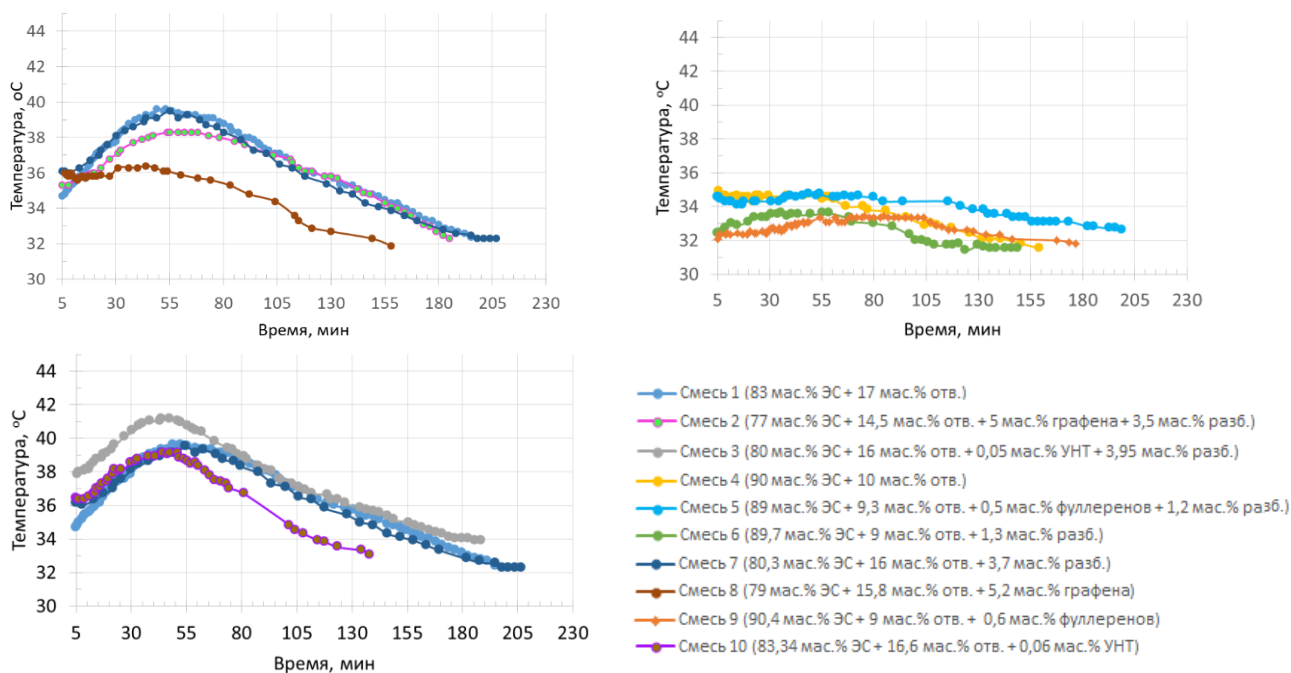 44
42
40
38
36
34
32
30
Температура, оС
5 30 55 80 105 130 155 180 205 230
Время, мин
44
42
40
38
36
34
32
30
Температура, °С
5 30 55 80 105 130 155 180 205 230
Время, мин
44
42
40
38
36
34
32
30
Температура, °С
5 30 55 80 105 130 155 180 205 230
Время, мин
Смесь 1 (83 мас.% ЭС + 17 мас.% отв.)
Смесь 2 (77 мас.% ЭС + 14,5 мас.% отв. + 5 мас.% графена + 3,5 мас.% разб.)
Смесь 3 (80 мас.% ЭС + 16 мас.% отв. + 0,05 мас.% УНТ + 3,95 мас.% разб.)
Смесь 4 (90 мас.% ЭС + 10 мас.% отв.)
Смесь 5 (89 мас.% ЭС + 9,3 мас.% отв. + 0,5 мас.% фуллеренов + 1,2 мас.% разб.)
Смесь 6 (89,7 мас.% ЭС + 9 мас.% отв. + 1,3 мас.% разб.)
Смесь 7 (80,3 мас.% ЭС + 16 мас.% отв. + 3,7 мас.% разб.)
Смесь 8 (79 мас.% ЭС + 15,8 мас.% отв. + 5,2 мас.% графена)
Смесь 9 (90,4 мас.% ЭС + 9 мас.% отв. + 0,6 мас.% фуллеренов)
Смесь 10 (83,34 мас.% ЭС + 16,6 мас.% отв. + 0,06 мас.% УНТ)